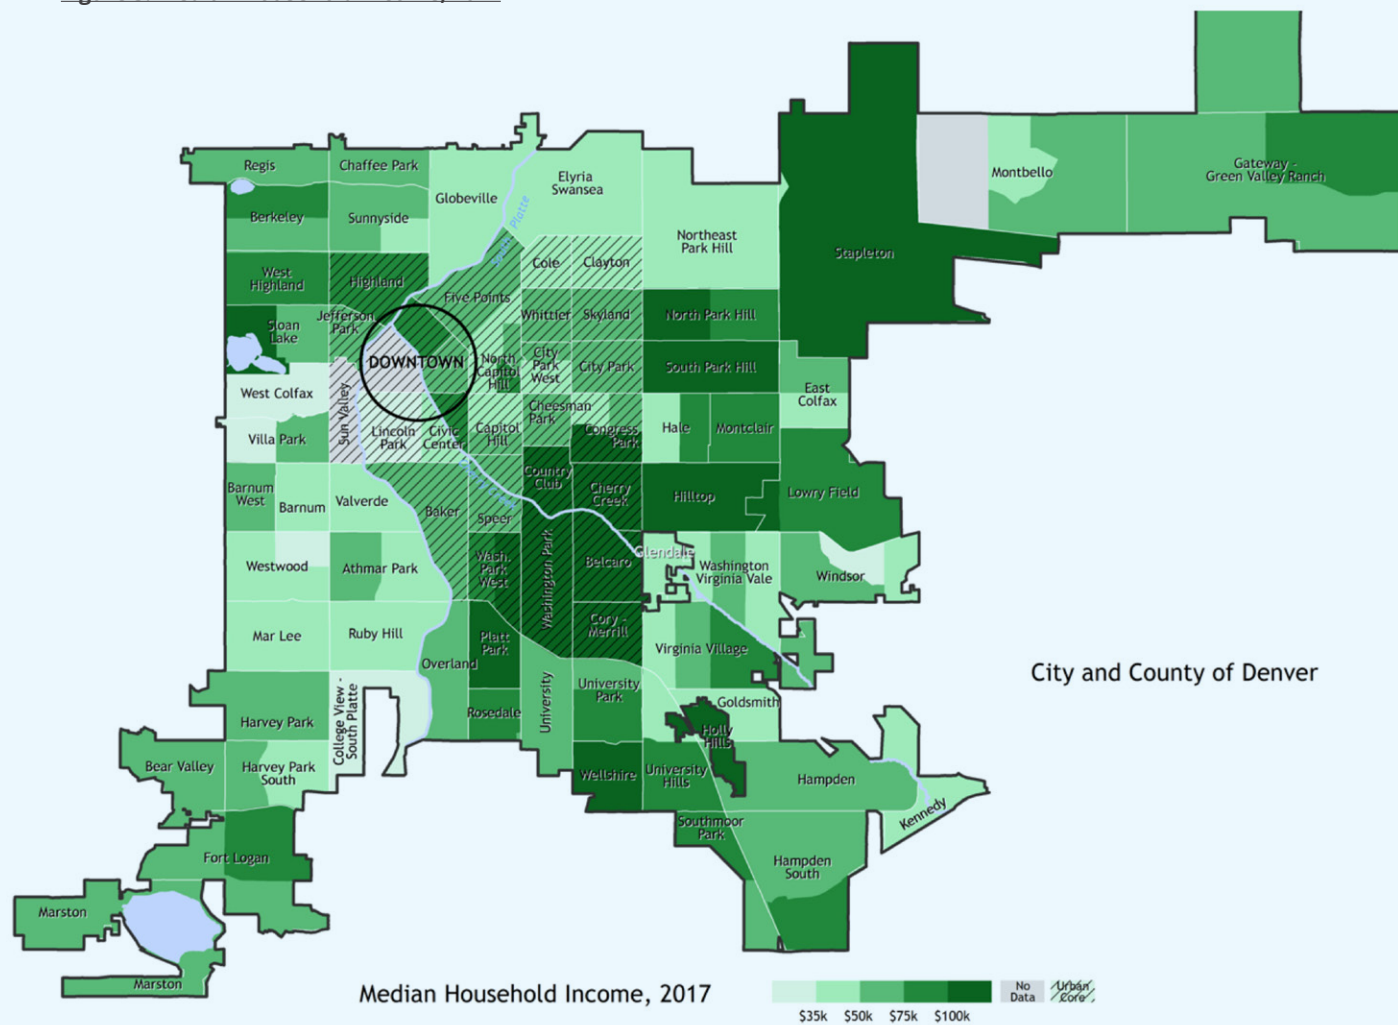 Regis
Chaffee Park
Globeville
Elyria
Swansea
Berkeley
Sunnyside
Northeast
Park Hill
Montbello
Gateway -
Green Valley Ranch
Stapleton
West
Highland
Highland
Cole
Clayton
Five Points
Sloan
Lake
Jefferson
Park
Whittier
Skyland
North Park Hill
DOWNTOWN
North
Capitol
Hill
City
Park
West
City Park
South Park Hill
East
Colfax
West Colfax
Sun Valley
Lincoln
Park
Civic
Center
Capitol
Hill
Cheesman
Park
Congress
Park
Hale
Montclair
Villa Park
Barnum
West
Barnum
Valverde
Baker
Speer
Country
Club
Cherry
Creek
Hilltop
Lowry Field
Westwood
Athmar Park
Wash.
Park
West
Washington Park
Belcaro
Glendale
Washington
Virginia Vale
Windsor
Mar Lee
Ruby Hill
Overland
Platt
Park
Cory -
Merrill
Virginia Village
City and County of Denver
Harvey Park
College View -
South Platte
Rosedale
University
University
Park
Goldsmith
Holly
Hills
Bear Valley
Harvey Park
South
Wellshire
University
Hills
Hampden
Kennedy
Southmoor
Park
Fort Logan
Hampden
South
Marston
Marston
Median Household Income, 2017
No
Data
Urban
Core
$35k $50k $75k $100k